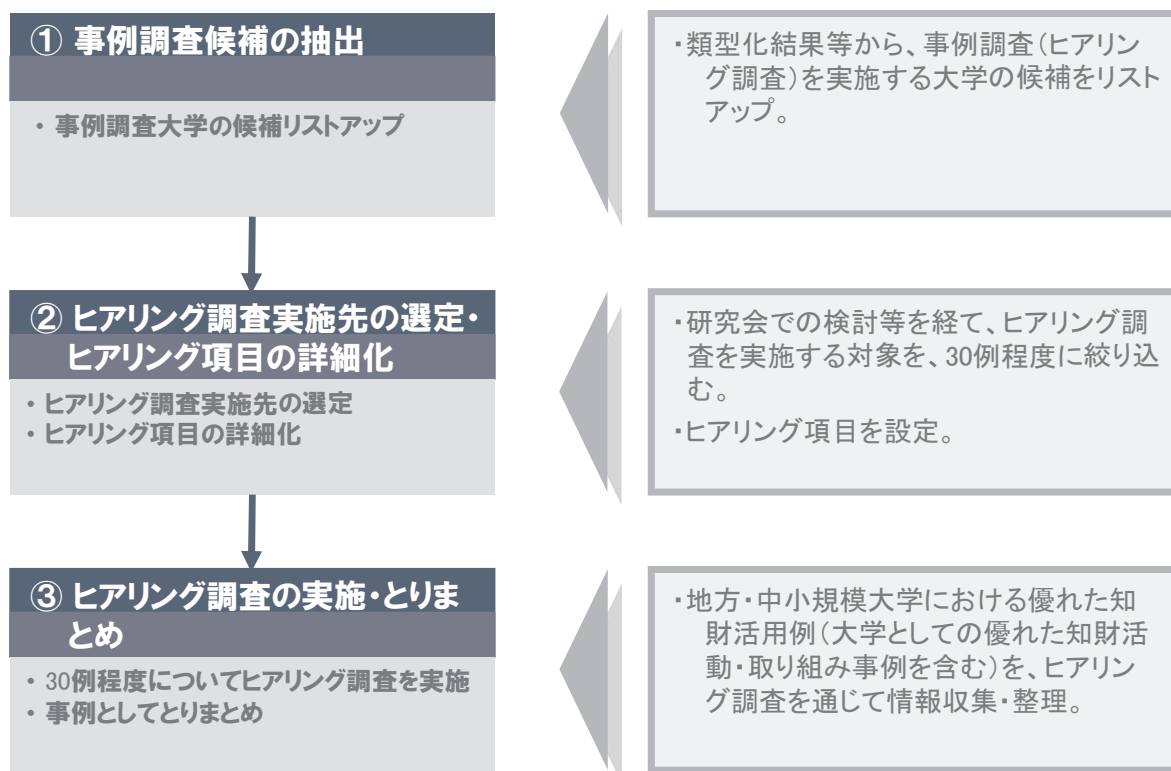 ① 事例調査候補の抽出
・ 事例調査大学の候補リストアップ
・類型化結果等から、事例調査（ヒアリン
グ調査）を実施する大学の候補をリスト
アップ。
② ヒアリング調査実施先の選定・
ヒアリング項目の詳細化
・ ヒアリング調査実施先の選定
・ ヒアリング項目の詳細化
・研究会での検討等を経て、ヒアリング調
査を実施する対象を、30例程度に絞り込
む。
・ヒアリング項目を設定。
③ ヒアリング調査の実施・とりま
とめ
・ 30例程度についてヒアリング調査を実施
・ 事例としてとりまとめ
・地方・中小規模大学における優れた知
財活用例（大学としての優れた知財活
動・取り組み事例を含む）を、ヒアリン
グ調査を通じて情報収集・整理。